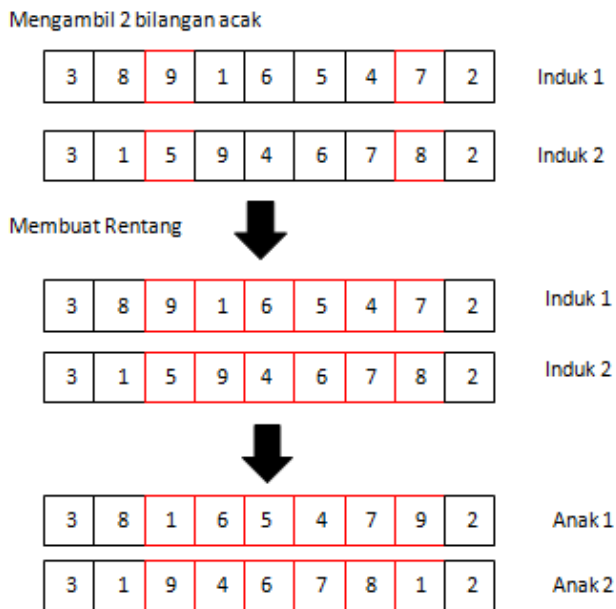 Mengambil 2 bilangan acak
3 8 9 1 6 5 4 7 2 Induk 1
3 1 5 9 4 6 7 8 2 Induk 2
Membuat Rentang
3 8 9 1 6 5 4 7 2 Induk 1
3 1 5 9 4 6 7 8 2 Induk 2
3 8 1 6 5 4 7 9 2 Anak 1
3 1 9 4 6 7 8 1 2 Anak 2